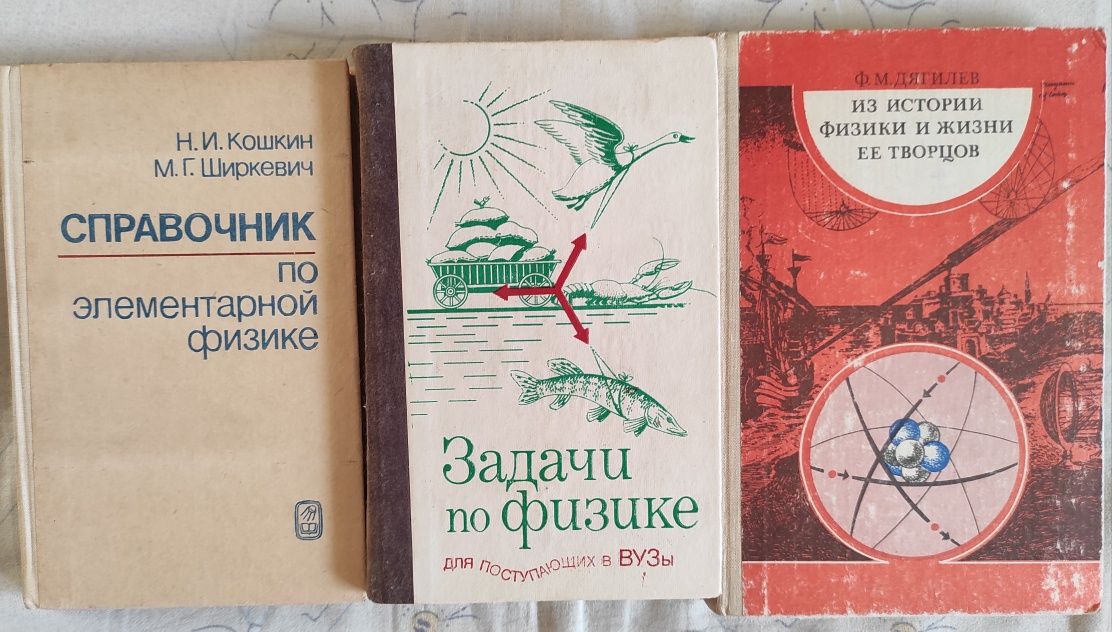 Н. И. Кошкин
М. Г. Ширкевич
СПРАВОЧНИК
ПО
ЭЛЕМЕНТАРНОЙ
ФИЗИКЕ
Задачи
по физике
ДЛЯ ПОСТУПАЮЩИХ В ВУЗы
Ф. М. ДЯГИЛЕВ
ИЗ ИСТОРИИ
ФИЗИКИ И ЖИЗНИ
ЕЕ ТВОРЦОВ